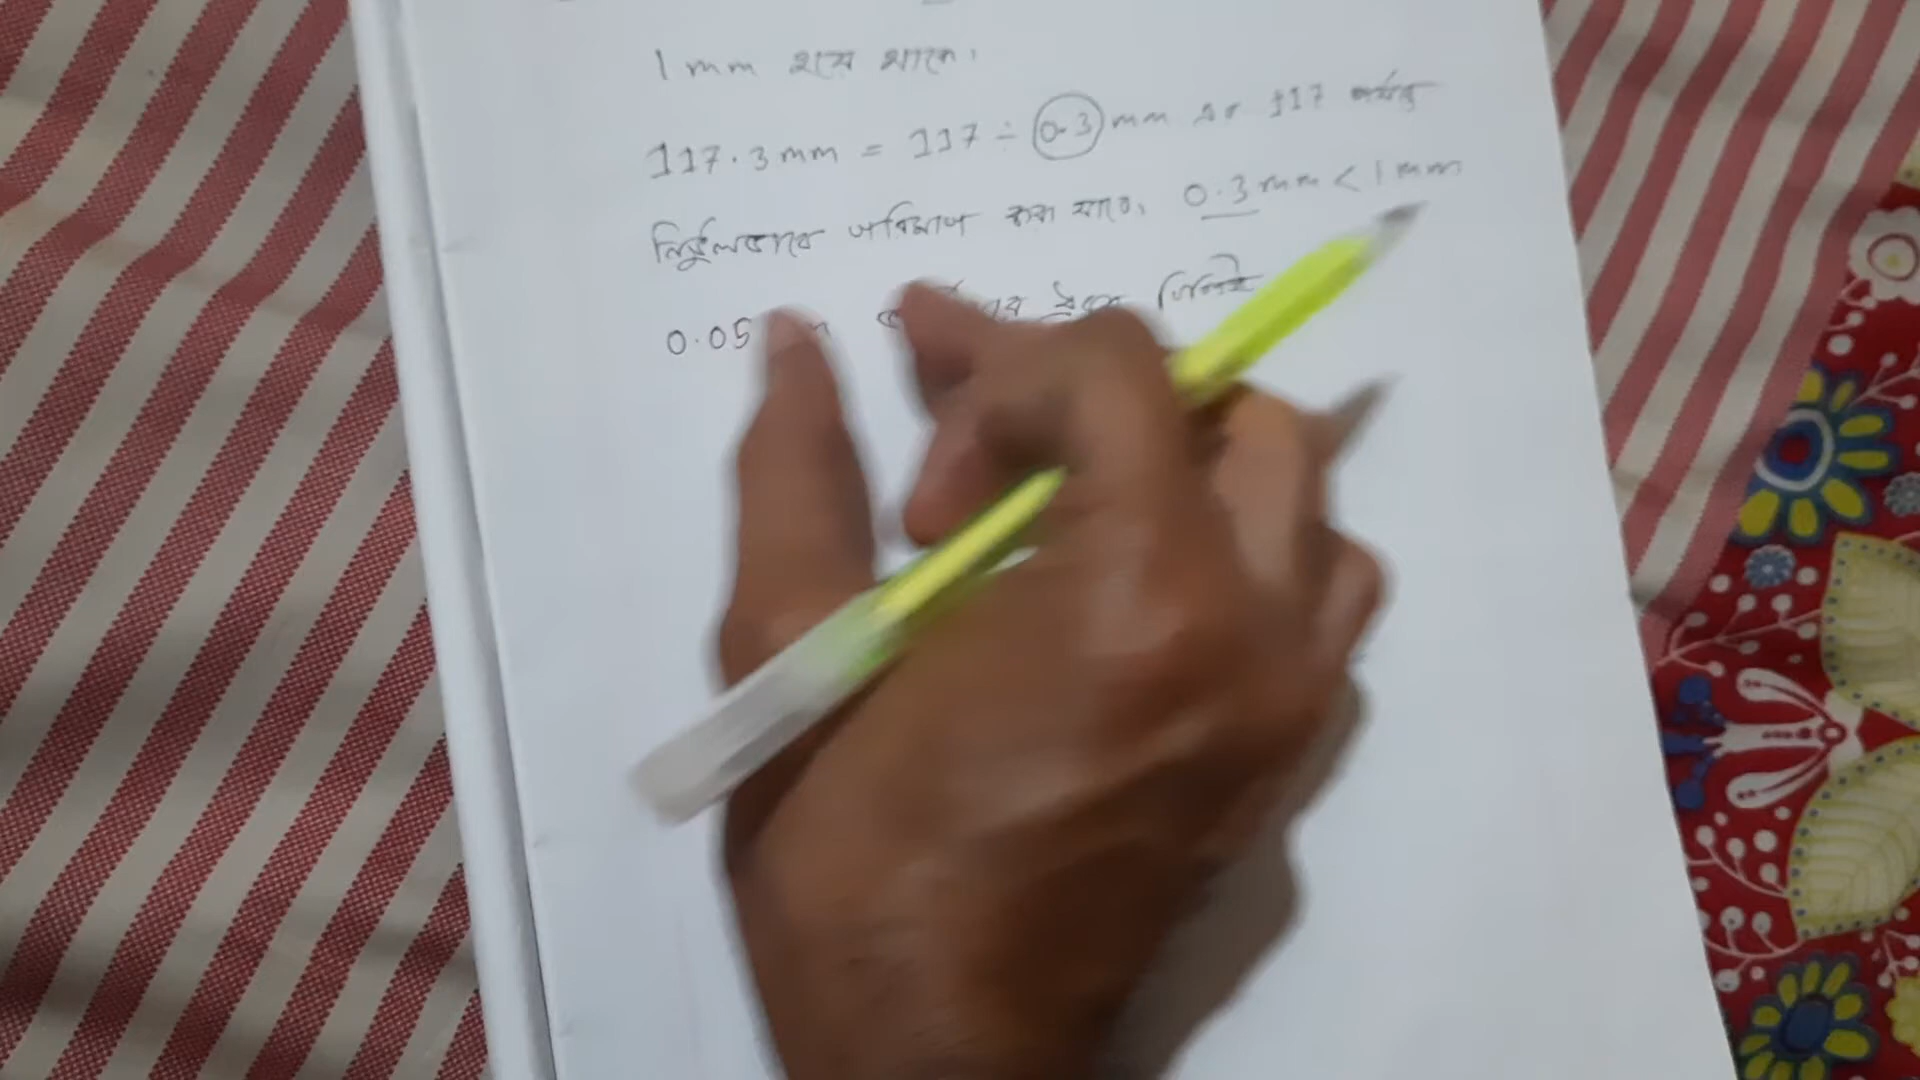 1 mm হয়ে থাকে।
117.3 mm = 117 ÷ 0.3 mm এর 117 পর্যন্ত
নির্ভুলভাবে পরিমাপ করা যাবে, 0.3 mm < 1 mm
0.05